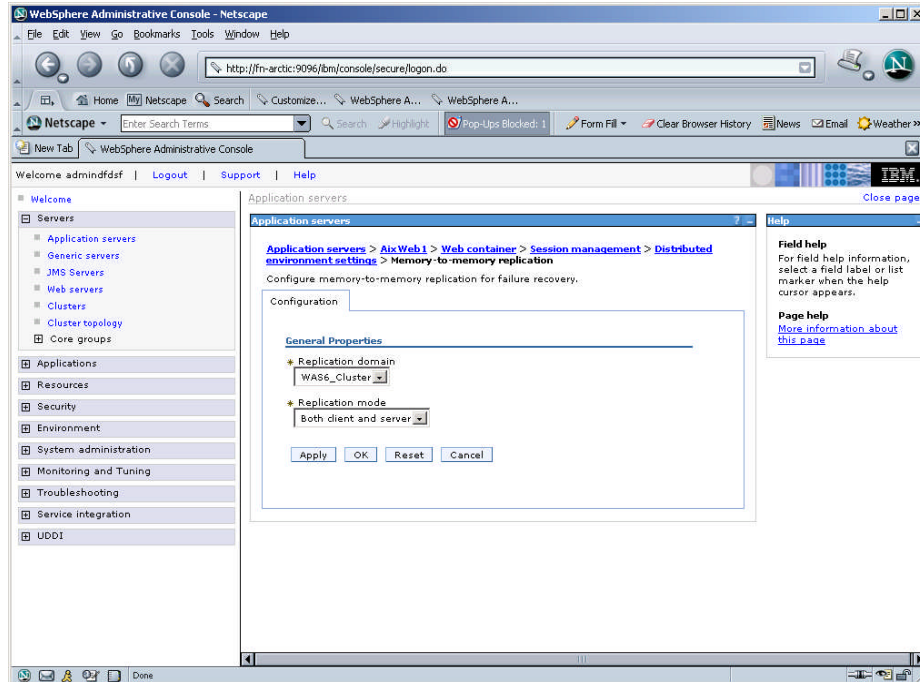 WebSphere Administrative Console - Netscape
File Edit View Go Bookmarks Tools Window Help
http://fn-arctic:9096/ibm/console/secure/logon.do
N
Home My Netscape Search Customize... WebSphere A... WebSphere A...
Netscape Enter Search Terms Search Highlight Pop-Ups Blocked: 1 Form Fill Clear Browser History News Email Weather »
New Tab WebSphere Administrative Console
Welcome admindfdsf | Logout | Support | Help
IBM.
Welcome
Servers
Application servers
Generic servers
JMS Servers
Web servers
Clusters
Cluster topology
Core groups
Applications
Resources
Security
Environment
System administration
Monitoring and Tuning
Troubleshooting
Service integration
UDDI
Application servers
Close page
Application servers ? -
Application servers > AixWeb1 > Web container > Session management > Distributed
environment settings > Memory-to-memory replication
Configure memory-to-memory replication for failure recovery.
Configuration
General Properties
* Replication domain
WAS6_Cluster
* Replication mode
Both client and server
Apply OK Reset Cancel
Help
Field help
For field help information,
select a field label or list
marker when the help
cursor appears.
Page help
More information about
this page
Done